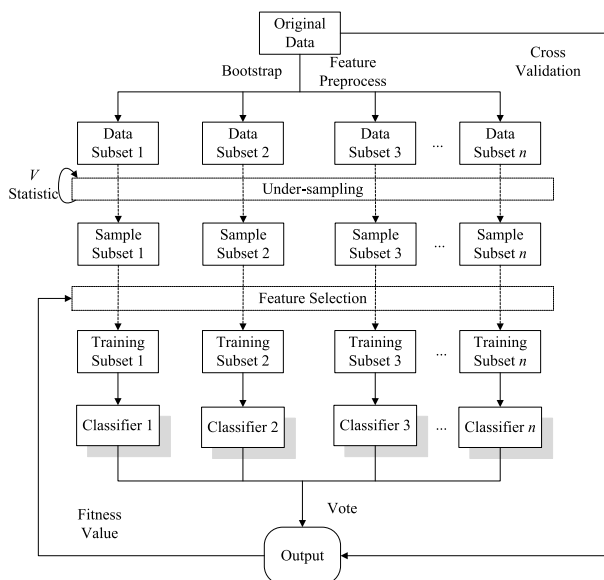 Original
Data
Cross
Validation
Bootstrap
Feature
Preprocess
Data
Subset 1
Data
Subset 2
Data
Subset 3
...
Data
Subset n
V
Statistic
Under-sampling
Sample
Subset 1
Sample
Subset 2
Sample
Subset 3
...
Sample
Subset n
Feature Selection
Training
Subset 1
Training
Subset 2
Training
Subset 3
...
Training
Subset n
Classifier 1
Classifier 2
Classifier 3
...
Classifier n
Fitness
Value
Vote
Output